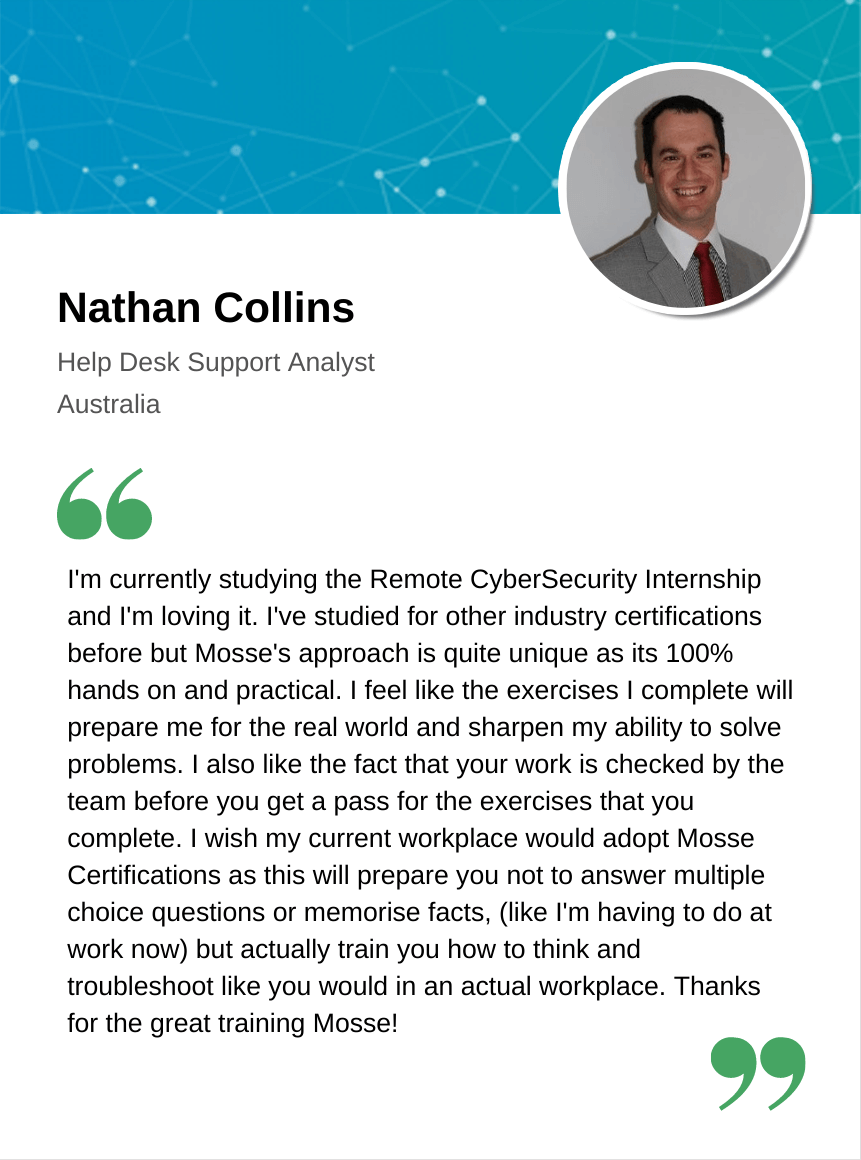 Nathan Collins
Help Desk Support Analyst
Australia
“
I'm currently studying the Remote CyberSecurity Internship
and I'm loving it. I've studied for other industry certifications
before but Mosse's approach is quite unique as its 100%
hands on and practical. I feel like the exercises I complete will
prepare me for the real world and sharpen my ability to solve
problems. I also like the fact that your work is checked by the
team before you get a pass for the exercises that you
complete. I wish my current workplace would adopt Mosse
Certifications as this will prepare you not to answer multiple
choice questions or memorise facts, (like I'm having to do at
work now) but actually train you how to think and
troubleshoot like you would in an actual workplace. Thanks
for the great training Mosse!
”